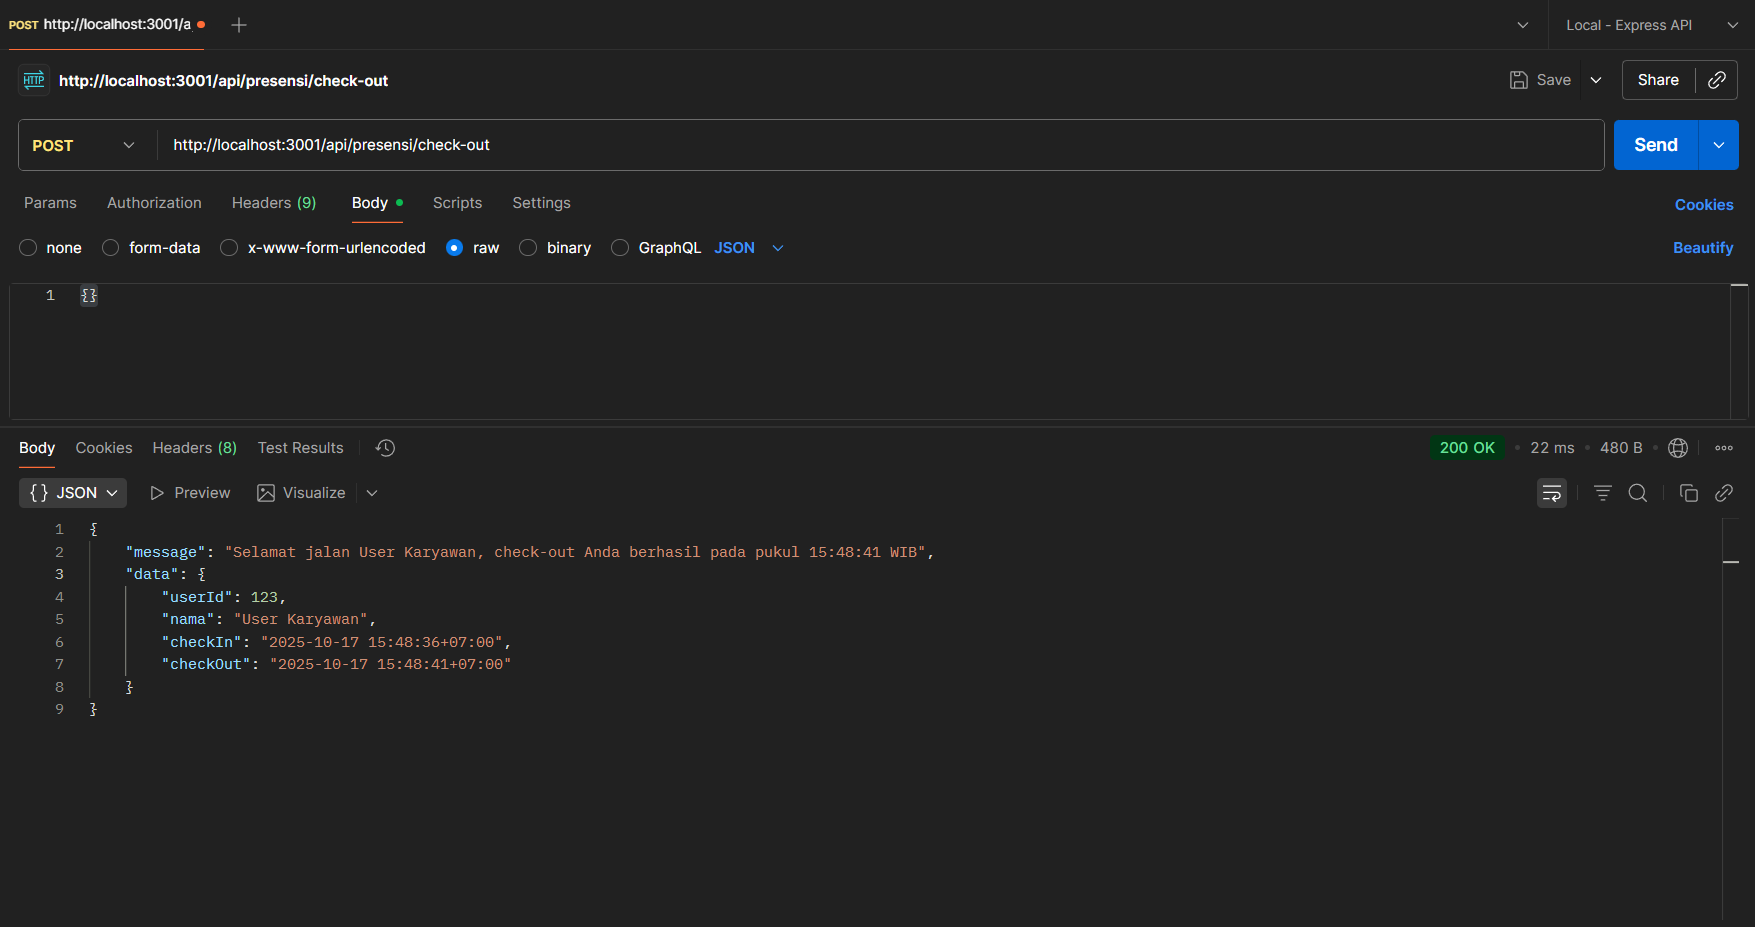 POST http://localhost:3001/a
Local - Express API
HTTP http://localhost:3001/api/presensi/check-out
Save
Share
POST http://localhost:3001/api/presensi/check-out
Send
Params Authorization Headers (9) Body Scripts Settings
Cookies
none form-data x-www-form-urlencoded raw binary GraphQL JSON
Beautify
1 {}
Body Cookies Headers (8) Test Results
200 OK • 22 ms • 480 B
{} JSON Preview Visualize
1 {
2 "message": "Selamat jalan User Karyawan, check-out Anda berhasil pada pukul 15:48:41 WIB",
3 "data": {
4 "userId": 123,
5 "nama": "User Karyawan",
6 "checkIn": "2025-10-17 15:48:36+07:00",
7 "checkOut": "2025-10-17 15:48:41+07:00"
8 }
9 }